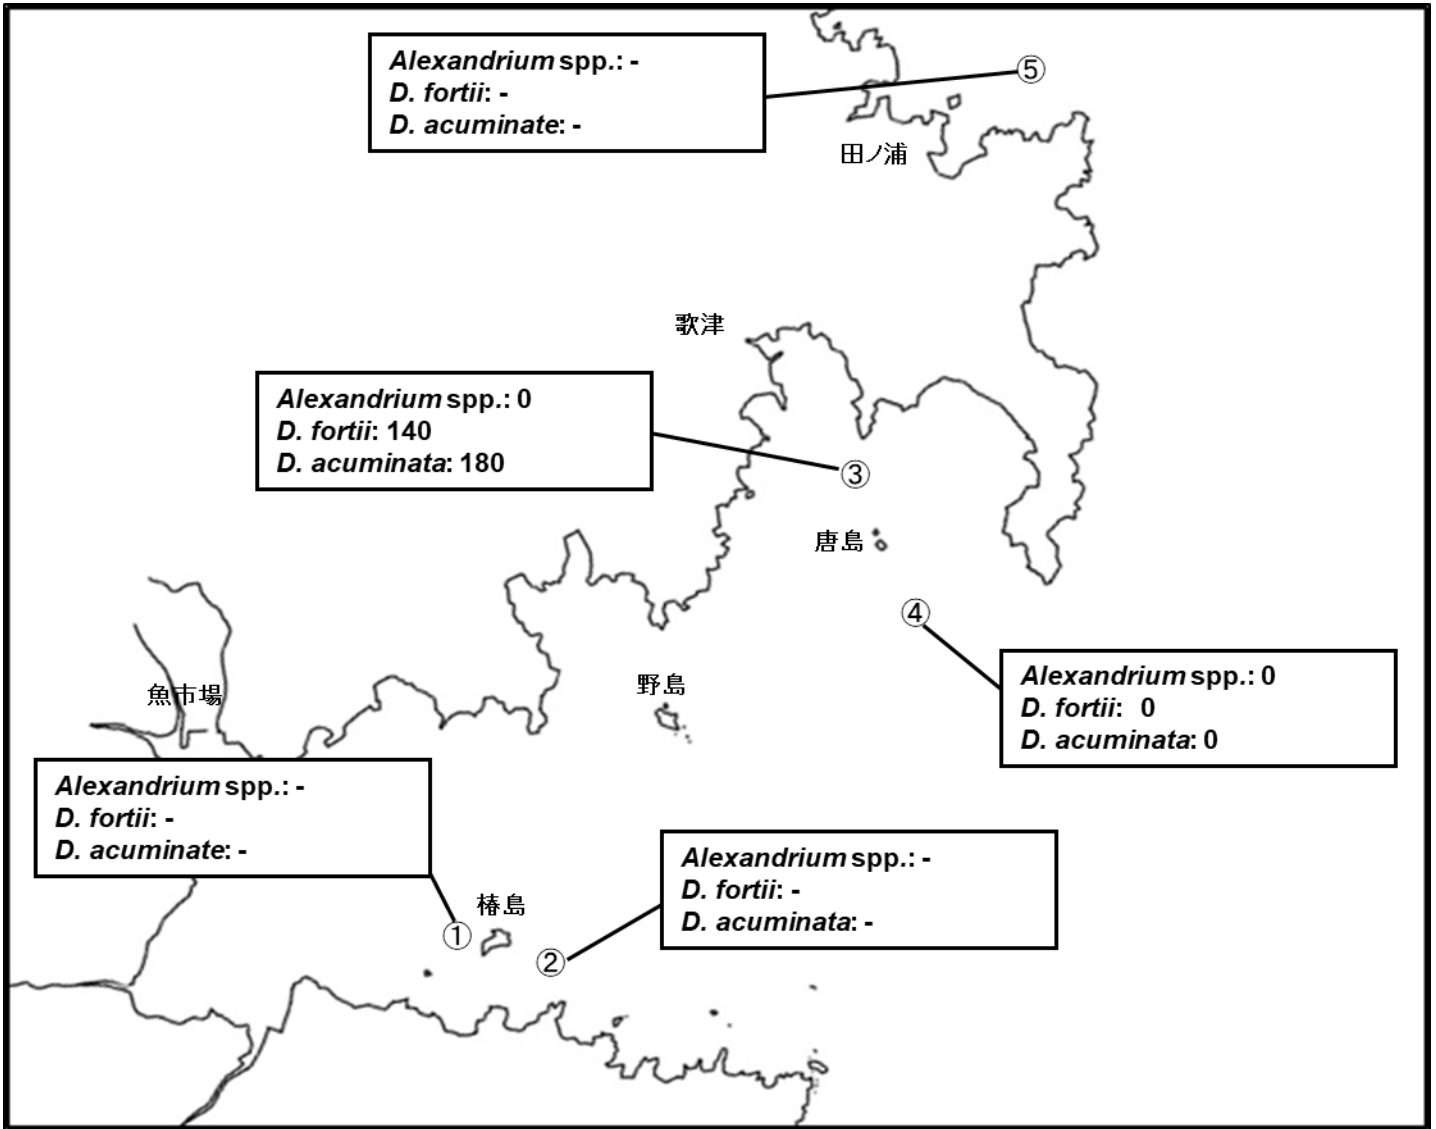 Alexandrium spp.: -
D. fortii: -
D. acuminate: -
⑤
田ノ浦
歌津
Alexandrium spp.: 0
D. fortii: 140
D. acuminata: 180
③
唐島
④
Alexandrium spp.: 0
D. fortii: 0
D. acuminata: 0
野島
魚市場
Alexandrium spp.: -
D. fortii: -
D. acuminate: -
椿島
①
②
Alexandrium spp.: -
D. fortii: -
D. acuminata: -